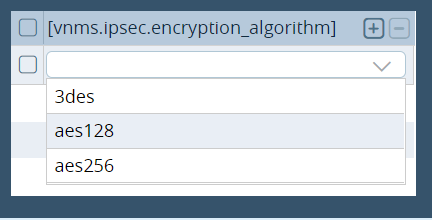 [vnms.ipsec.encryption_algorithm]
3des
aes128
aes256